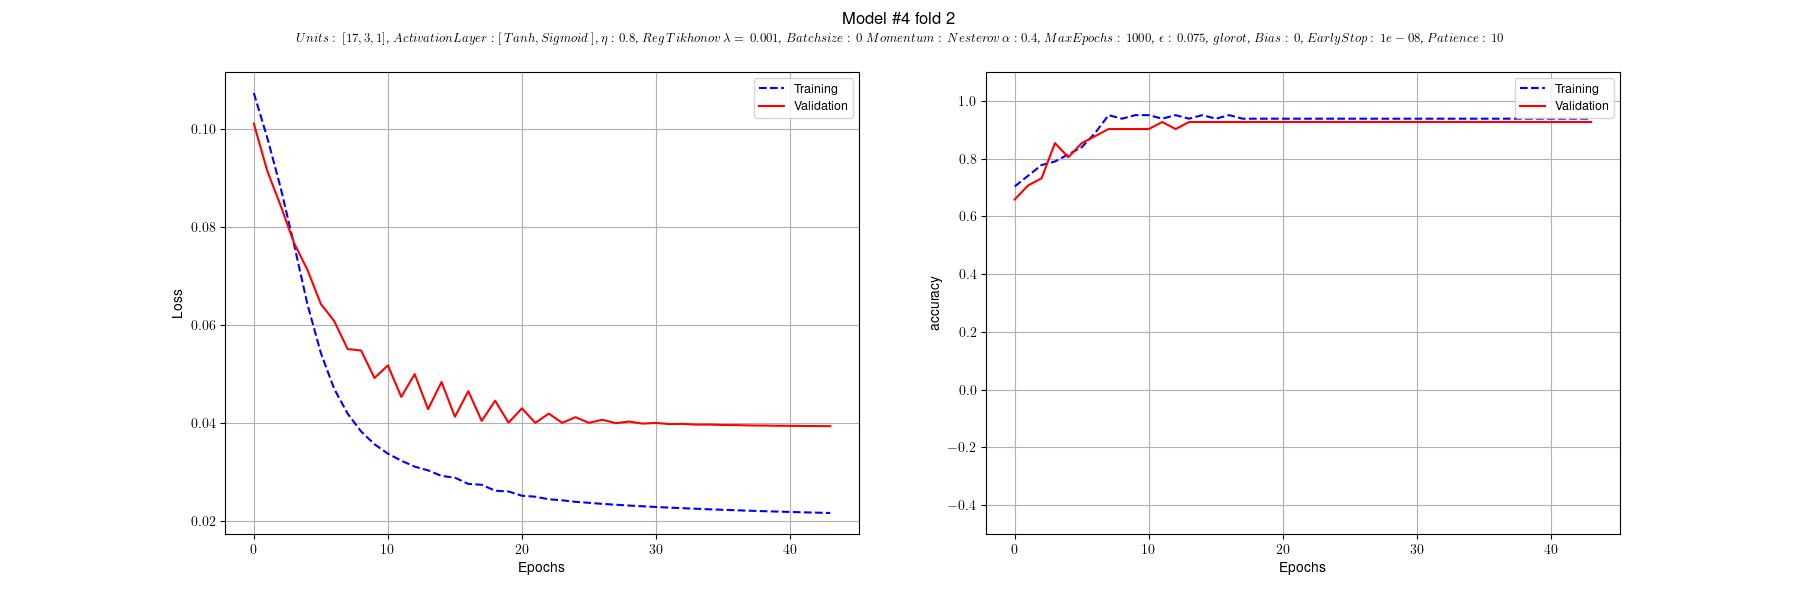 Model #4 fold 2
Units : [17, 3, 1], ActivationLayer : [ Tanh, Sigmoid ], η : 0.8, RegTikhonov λ = 0.001, Batchsize : 0 Momentum : Nesterov α : 0.4, MaxEpochs : 1000, ϵ : 0.075, glorot, Bias : 0, EarlyStop : 1e − 08, Patience : 10
Training
Validation
0.10
0.08
0.06
0.04
0.02
Loss
0 10 20 30 40
Epochs
Training
Validation
1.0
0.8
0.6
0.4
0.2
0.0
−0.2
−0.4
accuracy
0 10 20 30 40
Epochs